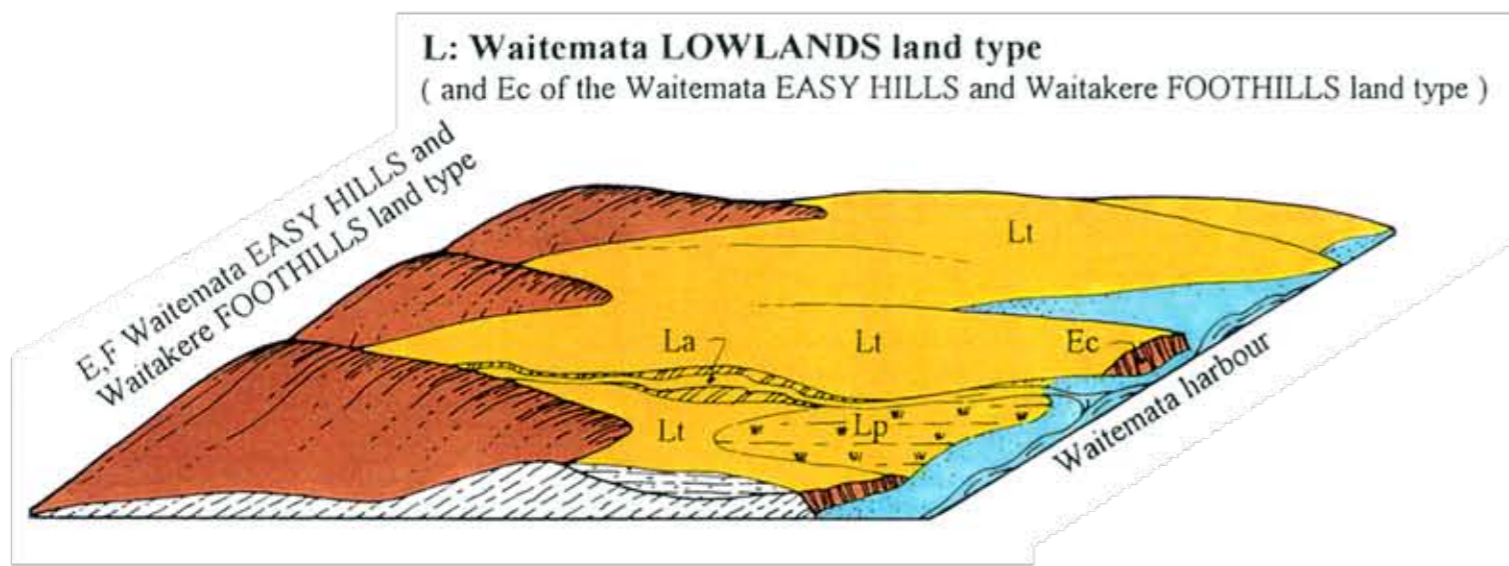 L: Waitemata LOWLANDS land type
( and Ec of the Waitemata EASY HILLS and Waitakere FOOTHILLS land type )
E,F Waitemata EASY HILLS and
Waitakere FOOTHILLS land type
Lt
La
Lt
Ec
Lt
Lp
Waitemata harbour